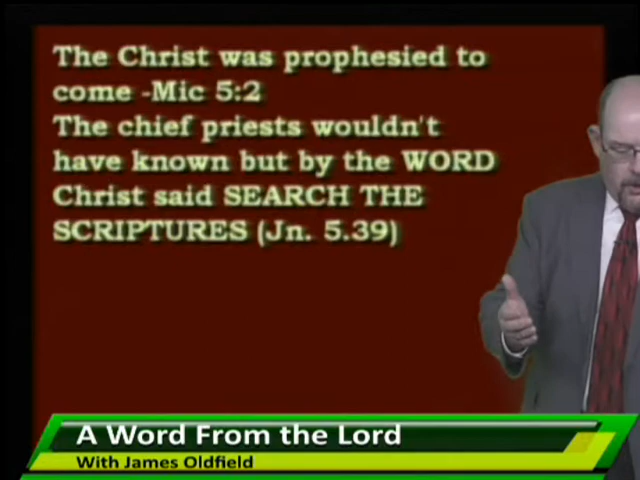 The Christ was prophesied to
come -Mic 5:2
The chief priests wouldn't
have known but by the WORD
Christ said SEARCH THE
SCRIPTURES (Jn. 5.39)
A Word From the Lord
With James Oldfield